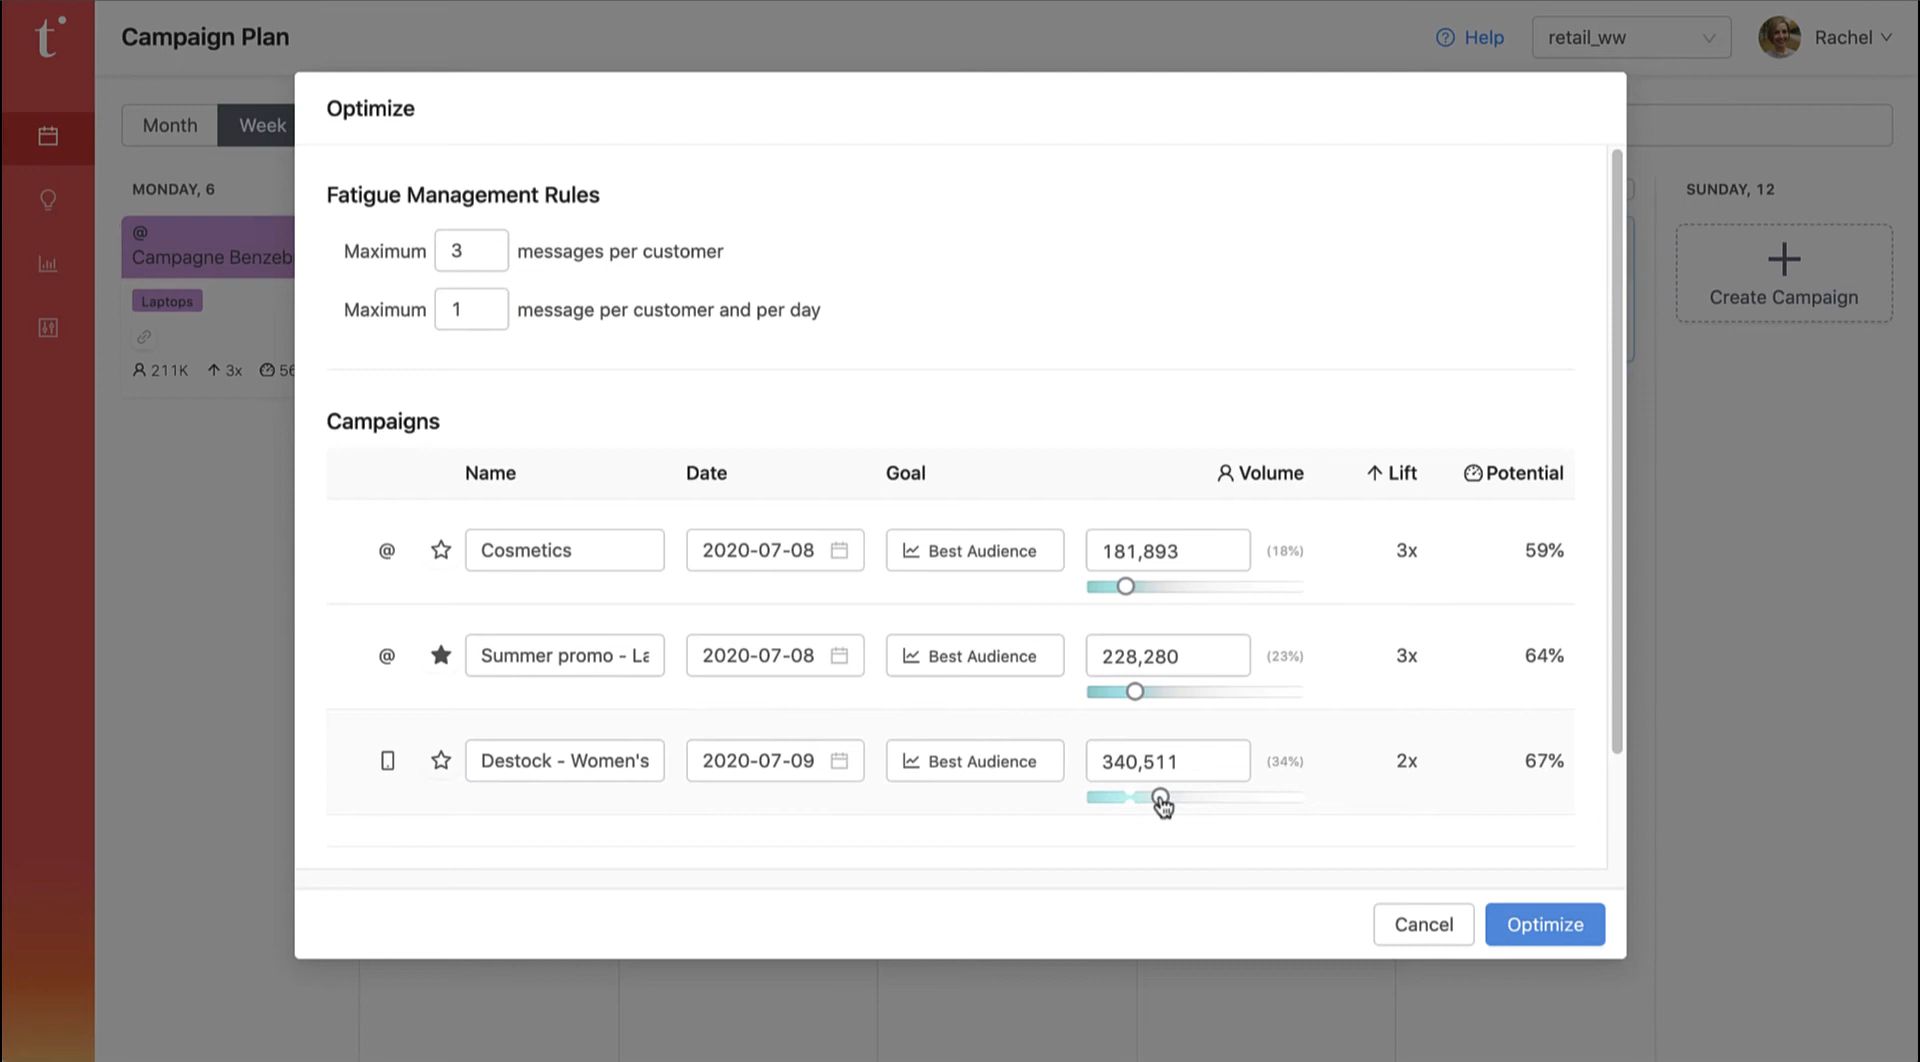 t
Campaign Plan
Help
retail_ww
Rachel
Month
Week
MONDAY, 6
SUNDAY, 12
@
Campagne Benzeb
Laptops
211K
3x
56
Create Campaign
Optimize
Fatigue Management Rules
Maximum 3 messages per customer
Maximum 1 message per customer and per day
Campaigns
Name Date Goal Volume Lift Potential
@ Cosmetics 2020-07-08 Best Audience 181,893 (18%) 3x 59%
@ Summer promo - La 2020-07-08 Best Audience 228,280 (23%) 3x 64%
Destock - Women's 2020-07-09 Best Audience 340,511 (34%) 2x 67%
Cancel
Optimize